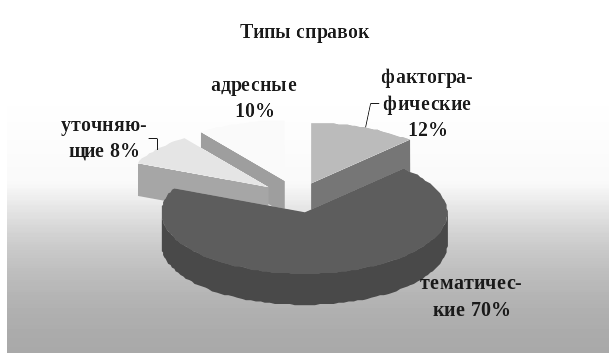 Типы справок
адресные
10%
фактогра-
фические
12%
уточняю-
щие 8%
тематичес-
кие 70%